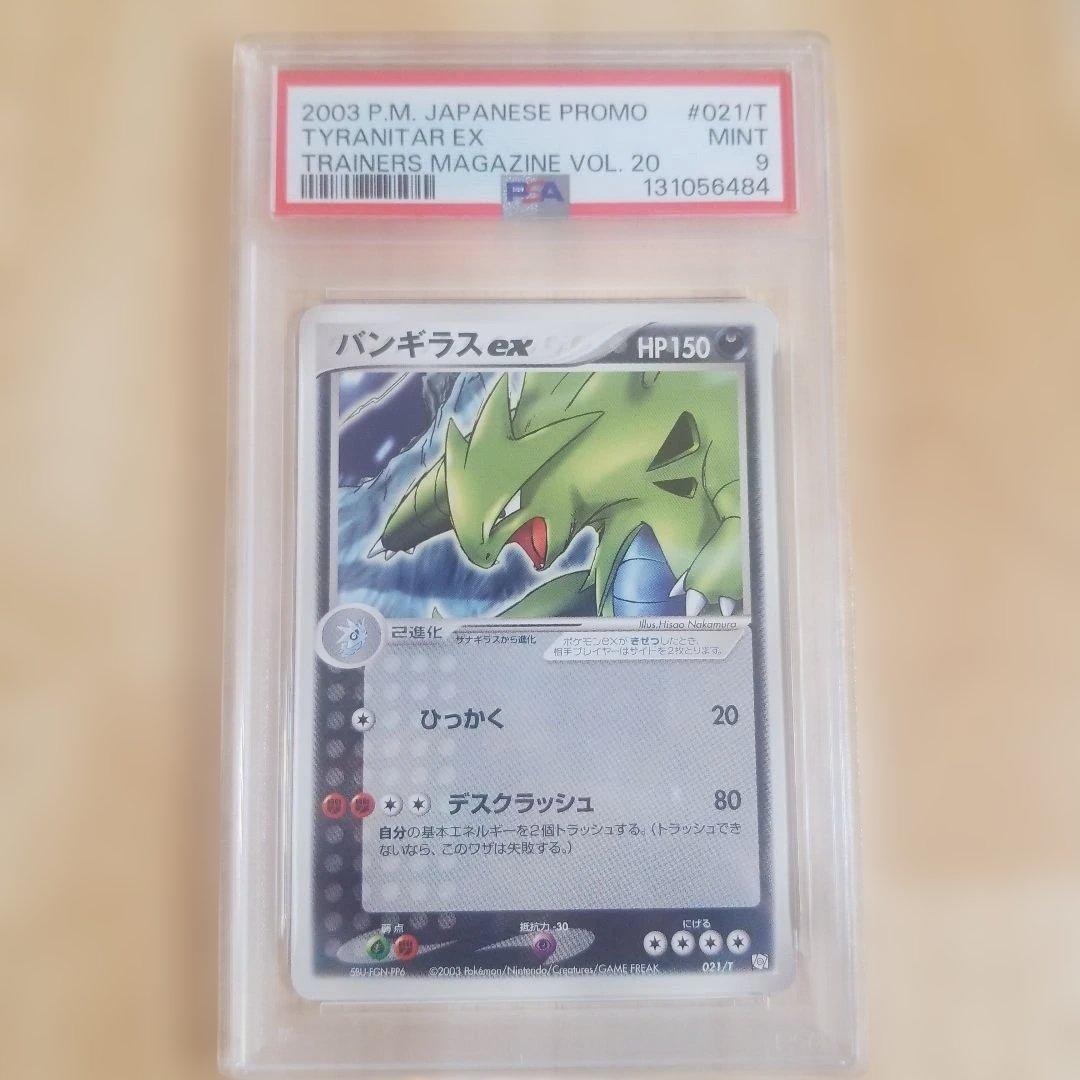 2003 P.M. JAPANESE PROMO #021/T
TYRANITAR EX MINT
TRAINERS MAGAZINE VOL. 20 9
PSA 131056484
バンギラスex HP150
Illus.Hisao Nakamura
2進化 サナギラスから進化
ポケモンexがきぜつしたとき、
相手プレイヤーはサイドを2枚とります。
ひっかく 20
デスクラッシュ 80
自分の基本エネルギーを2個トラッシュする。(トラッシュでき
ないなら、このワザは失敗する。)
弱点 抵抗力 -30 にげる
5BU-FGN-PP6 ©2003 Pokémon/Nintendo/Creatures/GAME FREAK 021/T